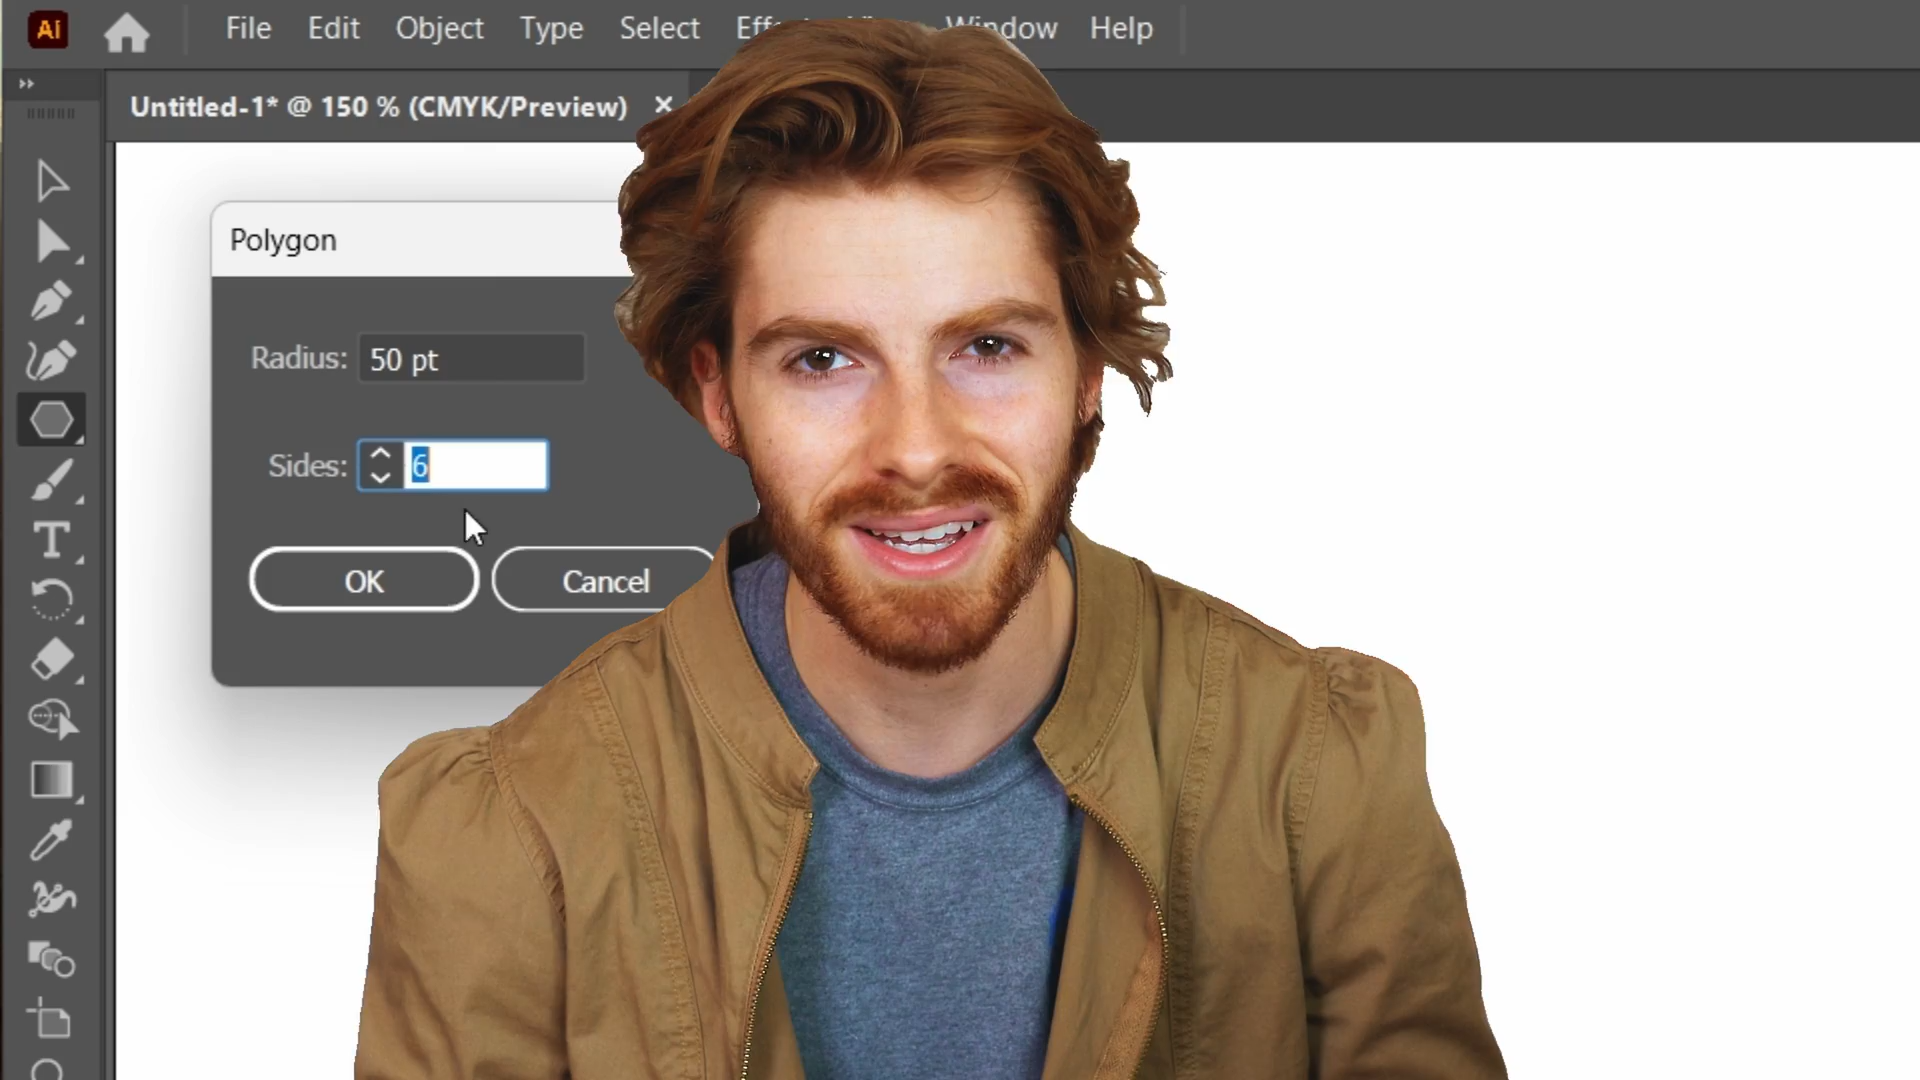 Ai File Edit Object Type Select Window Help
Untitled-1* @ 150 % (CMYK/Preview) ×
Polygon
Radius: 50 pt
Sides: 6
OK Cancel